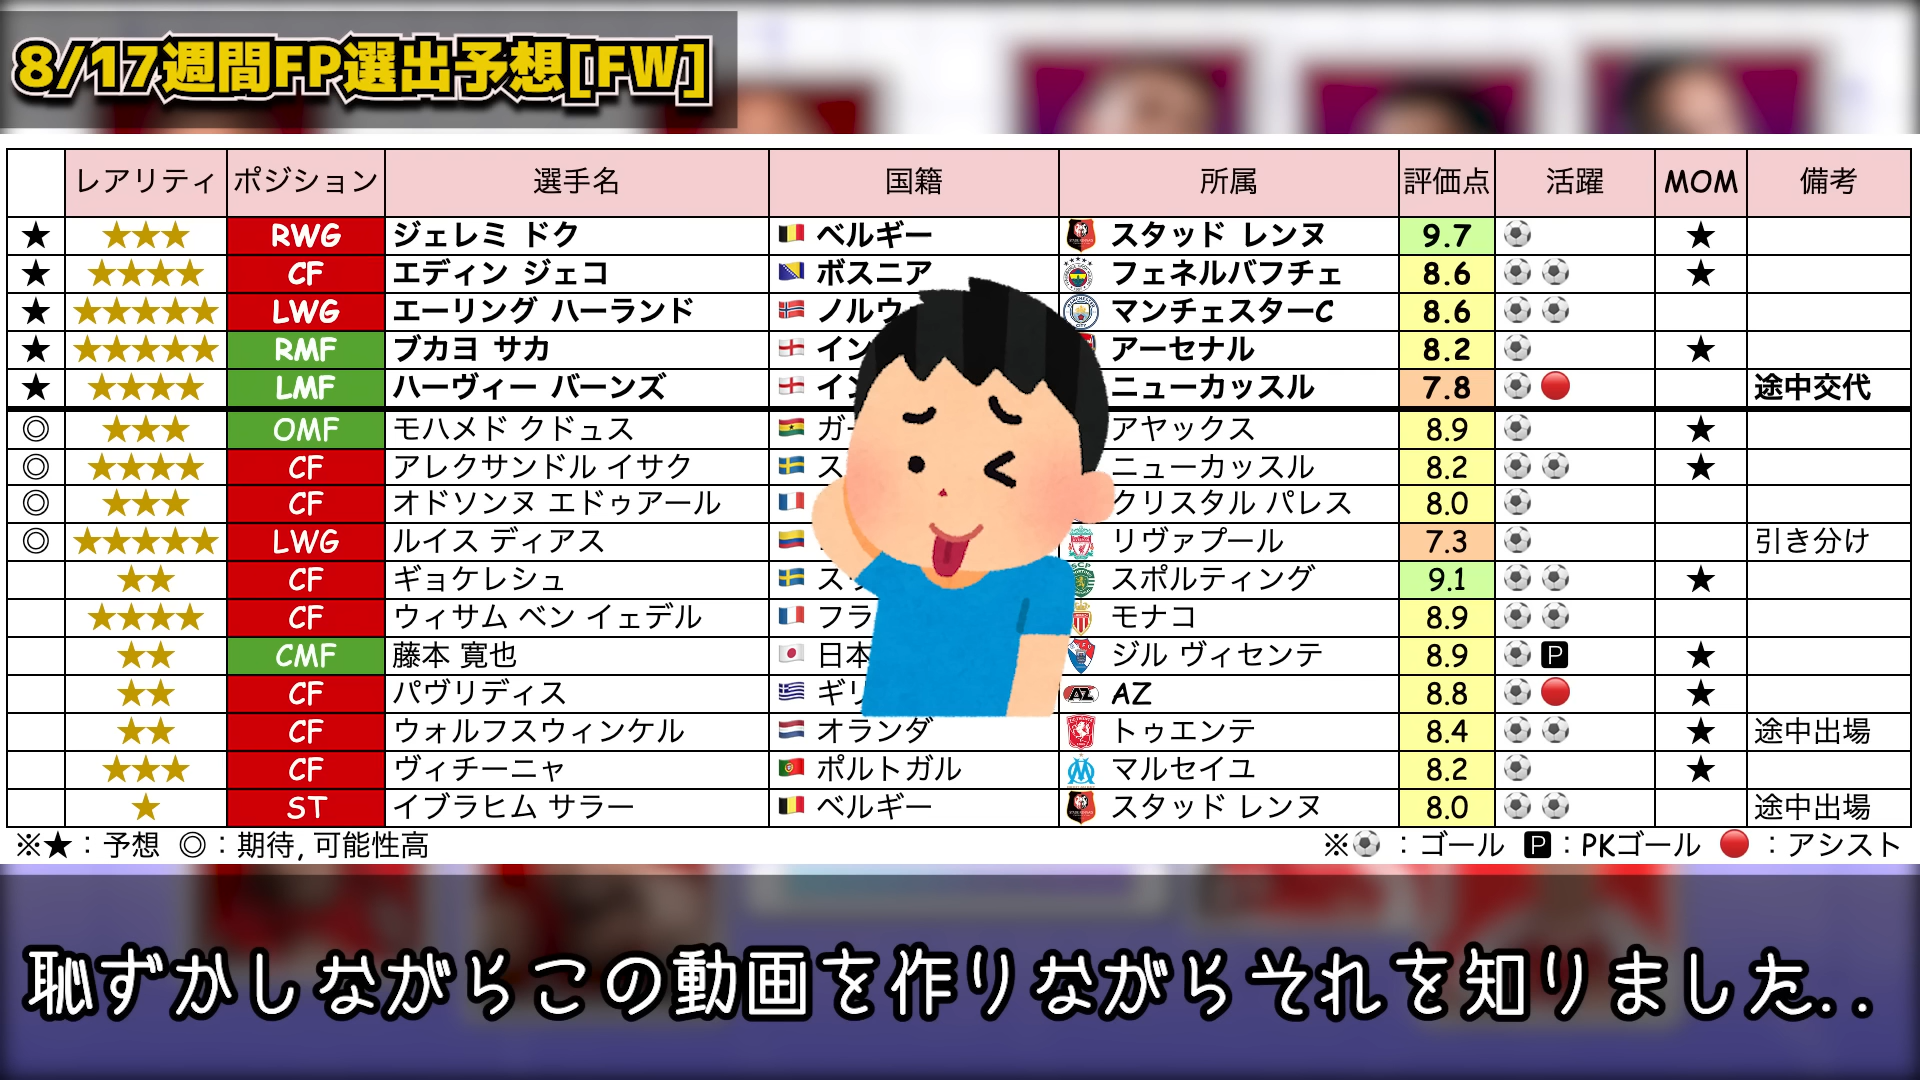 8/17週間FP選出予想[FW]
レアリティ ポジション 選手名 国籍 所属 評価点 活躍 MOM 備考
★ ★★★ RWG ジェレミ ドク ベルギー スタッド レンヌ 9.7 ★
★ ★★★★ CF エディン ジェコ ボスニア フェネルバフチェ 8.6 ★
★ ★★★★★ LWG エーリング ハーランド ノルウ マンチェスターC 8.6
★ ★★★★★ RMF ブカヨ サカ イン アーセナル 8.2 ★
★ ★★★★ LMF ハーヴィー バーンズ イン ニューカッスル 7.8 途中交代
◎ ★★★ OMF モハメド クドュス ガー アヤックス 8.9 ★
◎ ★★★★ CF アレクサンドル イサク ス ニューカッスル 8.2 ★
◎ ★★★ CF オドソンヌ エドゥアール クリスタル パレス 8.0
◎ ★★★★★ LWG ルイス ディアス リヴァプール 7.3 引き分け
★★ CF ギョケレシュ ス スポルティング 9.1 ★
★★★★ CF ウィサム ベン イェデル フラ モナコ 8.9
★★ CMF 藤本 寛也 日本 ジル ヴィセンテ 8.9 P ★
★★ CF パヴリディス ギリ AZ AZ 8.8 ★
★★ CF ウォルフスウィンケル オランダ トゥエンテ 8.4 ★ 途中出場
★★★ CF ヴィチーニャ ポルトガル マルセイユ 8.2 ★
★ ST イブラヒム サラー ベルギー スタッド レンヌ 8.0 途中出場
※★：予想 ◎：期待, 可能性高 ※⚽：ゴール P：PKゴール 🔴：アシスト
恥ずかしながらこの動画を作りながらそれを知りました..